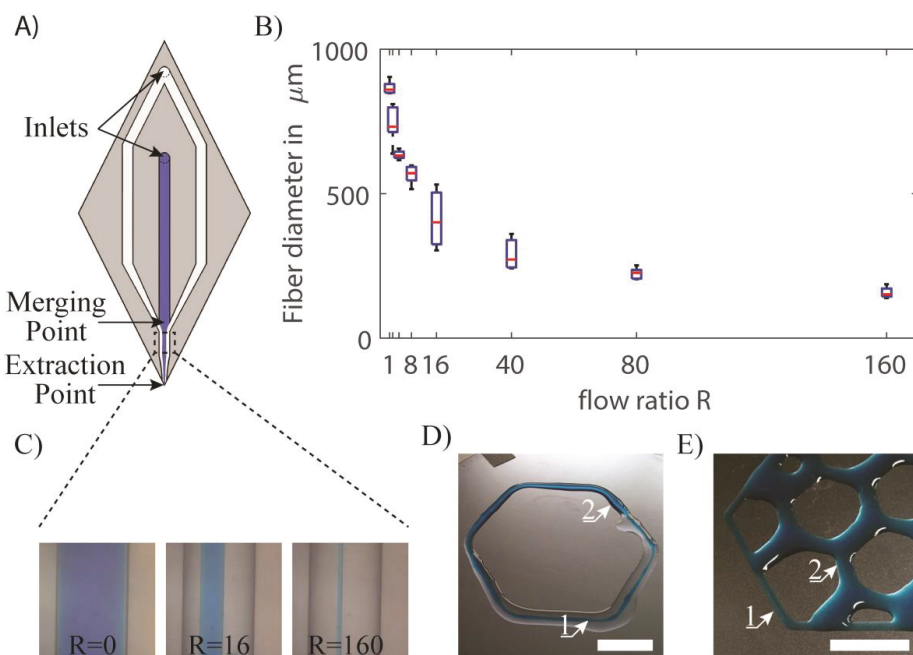 A)
Inlets
Merging
Point
Extraction
Point
B)
Fiber diameter in μm
1000
500
0
1 8 16 40 80 160
flow ratio R
C)
R=0 R=16 R=160
D)
2
1
E)
2
1